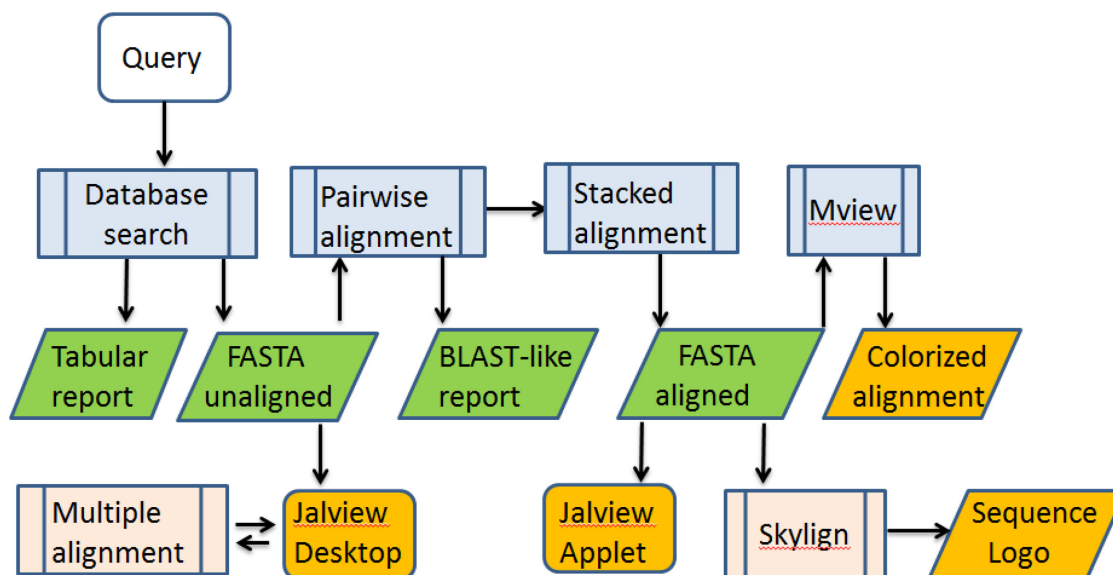 Query
Database
search
Pairwise
alignment
Stacked
alignment
Mview
Tabular
report
FASTA
unaligned
BLAST-like
report
FASTA
aligned
Colorized
alignment
Multiple
alignment
Jalview
Desktop
Jalview
Applet
Skylign
Sequence
Logo